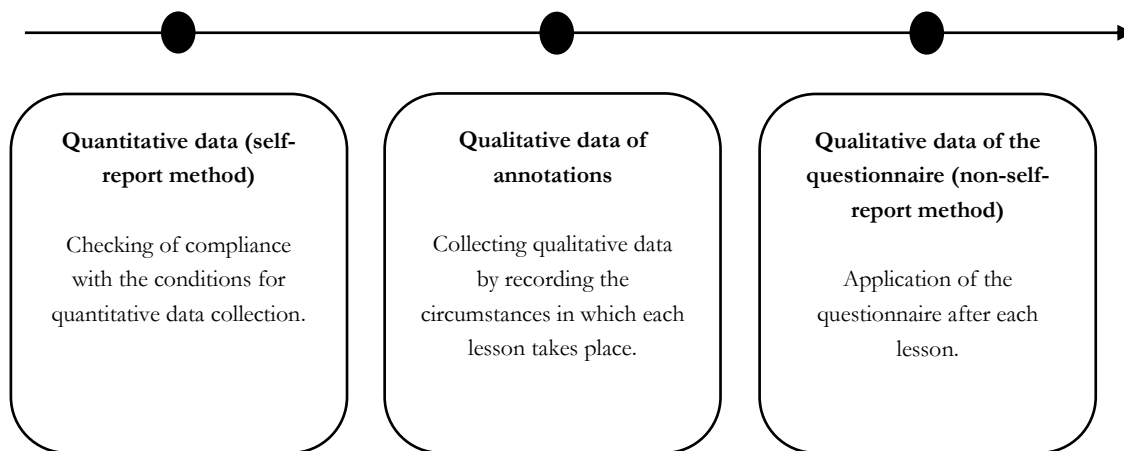 Quantitative data (self-
report method)
Checking of compliance
with the conditions for
quantitative data collection.
Qualitative data of
annotations
Collecting qualitative data
by recording the
circumstances in which each
lesson takes place.
Qualitative data of the
questionnaire (non-self-
report method)
Application of the
questionnaire after each
lesson.